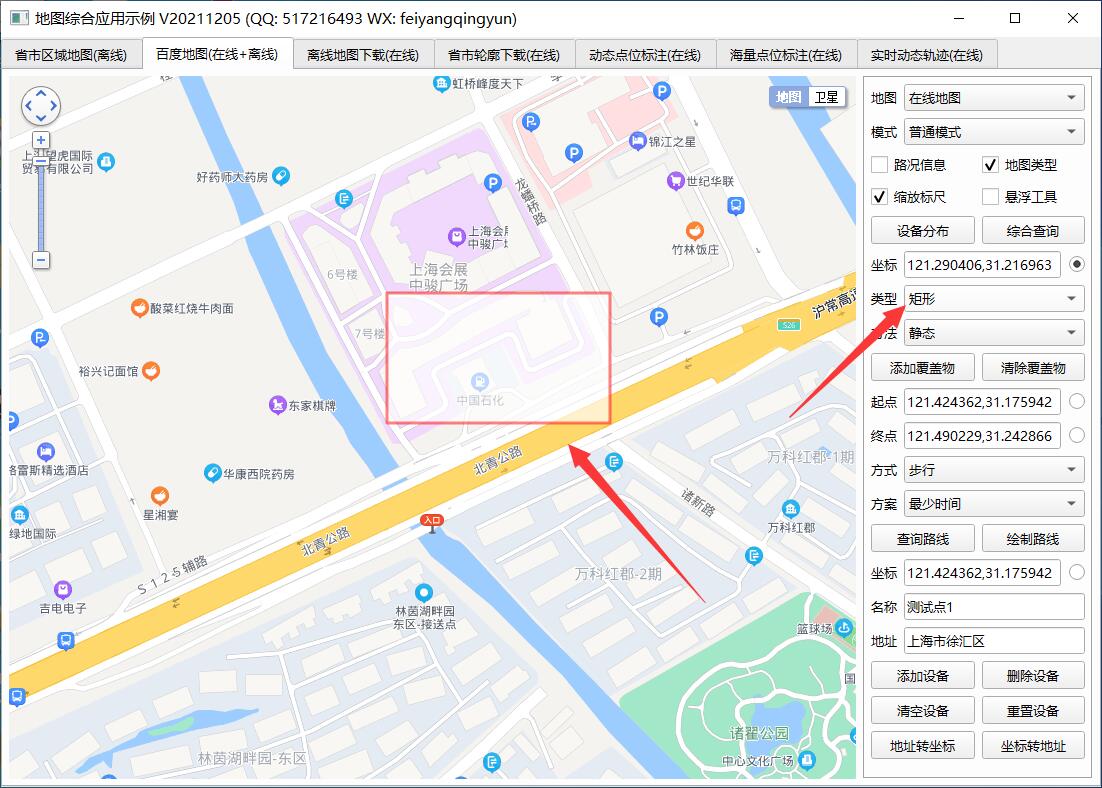 地图综合应用示例 V20211205 (QQ: 517216493 WX: feiyangqingyun)
省市区域地图(离线)
百度地图(在线+离线)
离线地图下载(在线)
省市轮廓下载(在线)
动态点位标注(在线)
海量点位标注(在线)
实时动态轨迹(在线)
虹桥峰度天下
地图
卫星
上海望虎国际
贸易有限公司
锦江之星
好药师大药房
世纪华联
龙蟠桥路
上海会展
中骏广场
竹林饭庄
6号楼
上海会展
中骏广场
酸菜红烧牛肉面
沪常高速
S26
7号楼
裕兴记面馆
中国石化
东家棋牌
北青公路
万科红郡-1期
格雷斯精选酒店
华康西院药房
诸新路
星湘宴
入口
万科红郡
绿地国际
北青公路
S125辅路
万科红郡-2期
吉电电子
林茵湖畔园
东区-接送点
篮球场
国
诸翟公园
林茵湖畔园-东区
中心文化广场
地图
在线地图
模式
普通模式
路况信息
地图类型
缩放标尺
悬浮工具
设备分布
综合查询
坐标
121.290406,31.216963
类型
矩形
方法
静态
添加覆盖物
清除覆盖物
起点
121.424362,31.175942
终点
121.490229,31.242866
方式
步行
方案
最少时间
查询路线
绘制路线
坐标
121.424362,31.175942
名称
测试点1
地址
上海市徐汇区
添加设备
删除设备
清空设备
重置设备
地址转坐标
坐标转地址